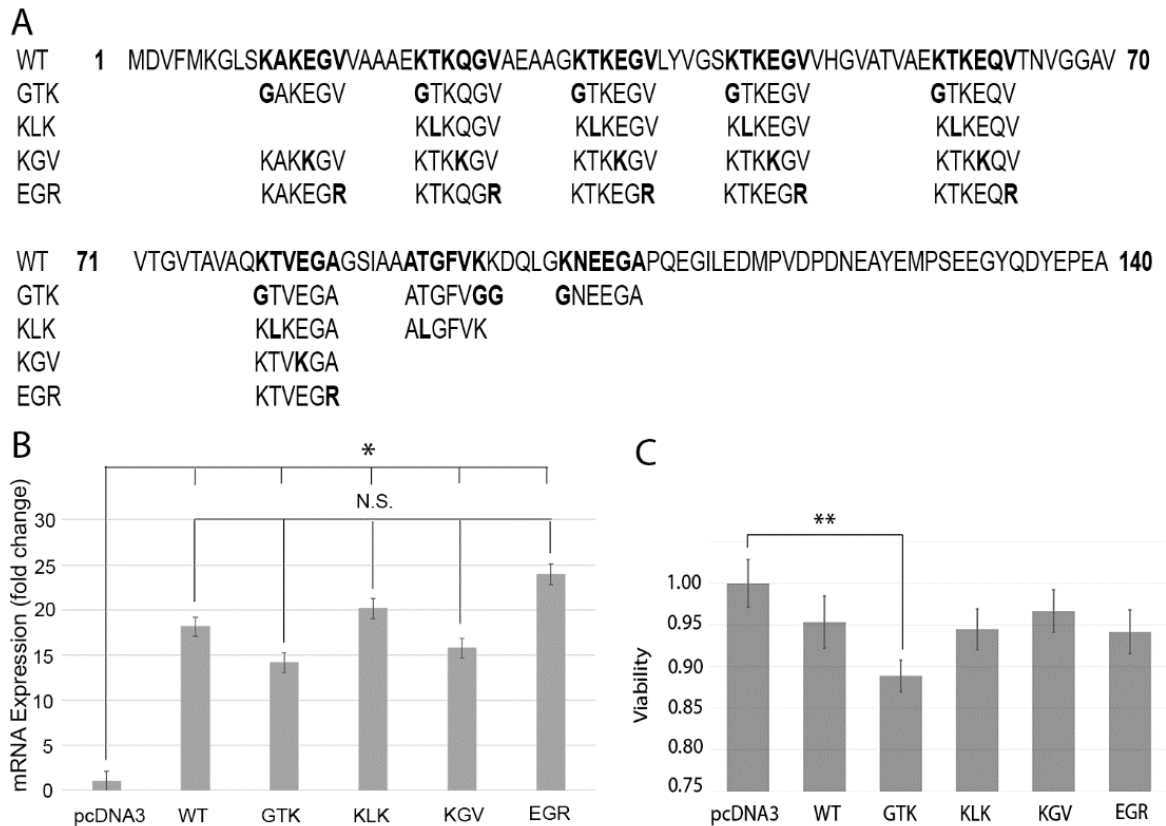 A
WT 1 MDVFMKGLSKAKEGVVAAAEKTKQGVAEAAGKTKEGVLYVGSKTKEGVVHGVATVAEKTKEQVTNVGGAV 70
GTK GAKEGV GTKQGV GTKEGV GTKEGV GTKEQV
KLK KLKQGV KLKEGV KLKEGV KLKEQV
KGV KAKKGV KTKKGV KTKKGV KTKKGV KTKKQV
EGR KAKEGR KTKQGR KTKEGR KTKEGR KTKEQR
WT 71 VTGVTAVAQKTVEGAGSIAAATGFVKKDQLGKNEEGAPQEGILEDMPVDPDNEAYEMPSEEGYQDYEPEA 140
GTK GTVEGA ATGFVGG GNEEGA
KLK KLKEGA ALGFVK
KGV KTVKGA
EGR KTVEGR
B
*
N.S.
mRNA Expression (fold change)
30
25
20
15
10
5
0
pcDNA3 WT GTK KLK KGV EGR
C
**
Viability
1.00
0.95
0.90
0.85
0.80
0.75
pcDNA3 WT GTK KLK KGV EGR